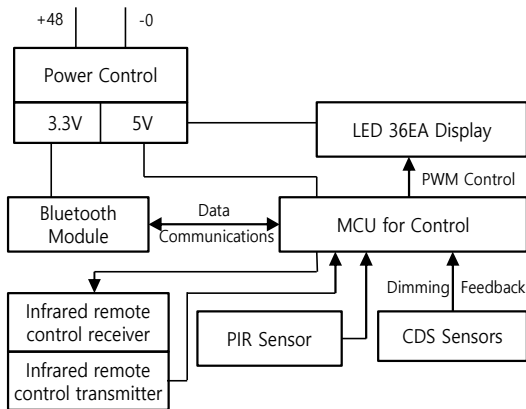 +48 -0
Power Control
3.3V 5V
LED 36EA Display
PWM Control
Bluetooth
Module
Data
Communications
MCU for Control
Dimming Feedback
Infrared remote
control receiver
Infrared remote
control transmitter
PIR Sensor
CDS Sensors